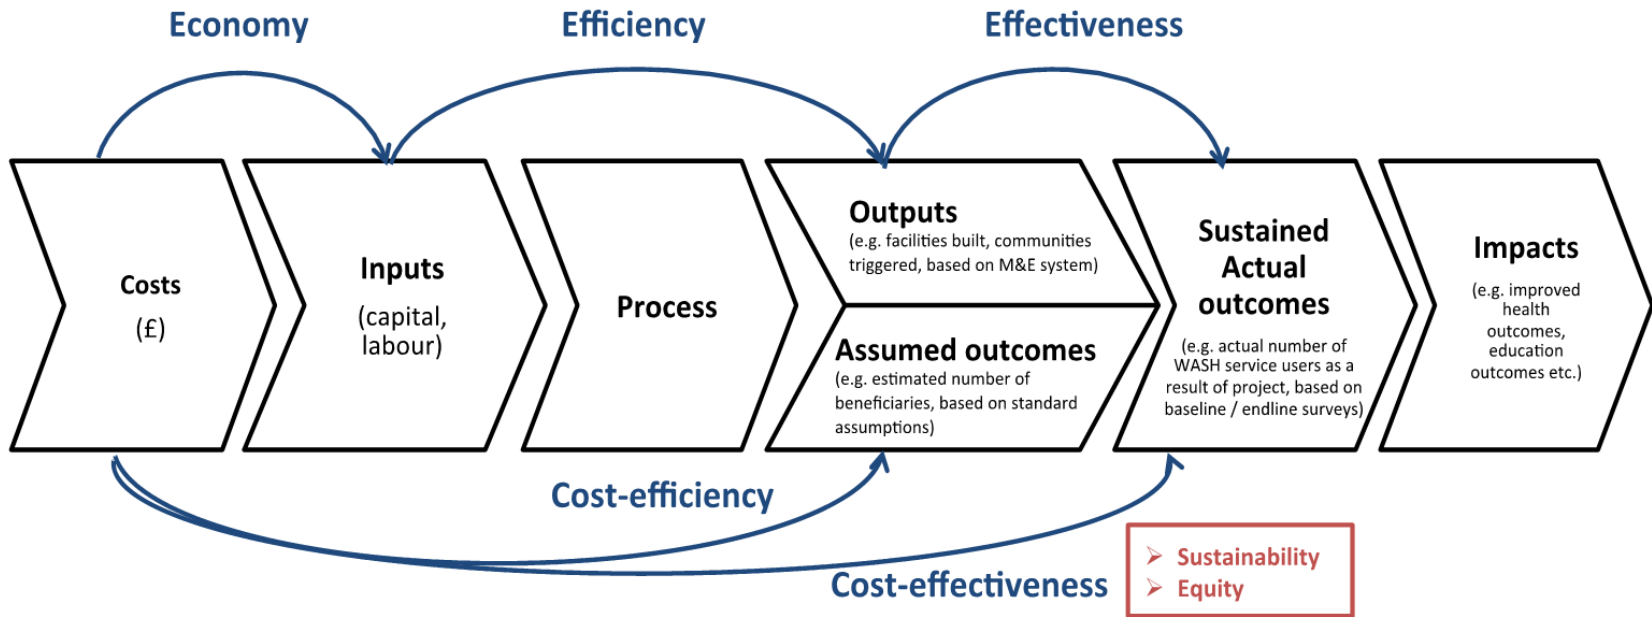 Economy
Efficiency
Effectiveness
Costs
(£)
Inputs
(capital,
labour)
Process
Outputs
(e.g. facilities built, communities
triggered, based on M&E system)
Assumed outcomes
(e.g. estimated number of
beneficiaries, based on standard
assumptions)
Sustained
Actual
outcomes
(e.g. actual number of
WASH service users as a
result of project, based on
baseline / endline surveys)
Impacts
(e.g. improved
health
outcomes,
education
outcomes etc.)
Cost-efficiency
Cost-effectiveness
➢ Sustainability
➢ Equity